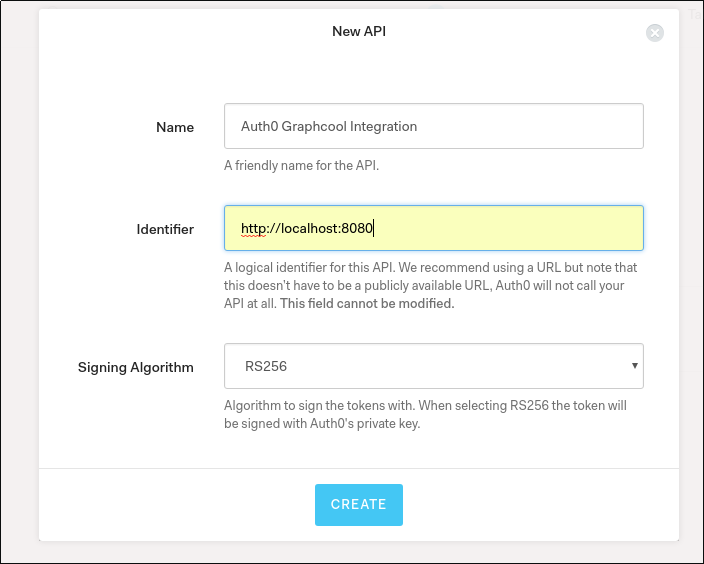 New API
Name
Auth0 Graphcool Integration
A friendly name for the API.
Identifier
http://localhost:8080
A logical identifier for this API. We recommend using a URL but note that
this doesn't have to be a publicly available URL, Auth0 will not call your
API at all. This field cannot be modified.
Signing Algorithm
RS256
Algorithm to sign the tokens with. When selecting RS256 the token will
be signed with Auth0's private key.
CREATE